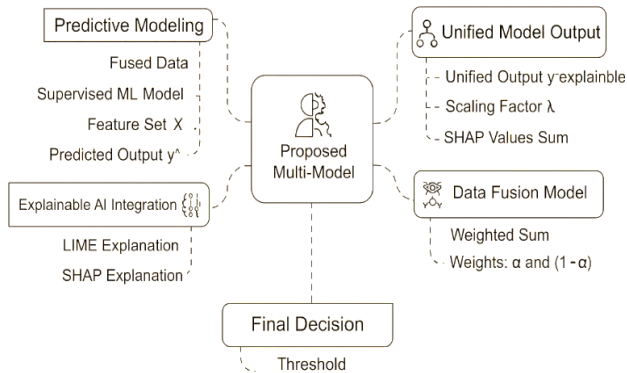 Predictive Modeling
Fused Data
Supervised ML Model
Feature Set X
Predicted Output y^
Explainable AI Integration
LIME Explanation
SHAP Explanation
Proposed
Multi-Model
Unified Model Output
Unified Output y-explainble
Scaling Factor λ
SHAP Values Sum
Data Fusion Model
Weighted Sum
Weights: α and (1-α)
Final Decision
Threshold